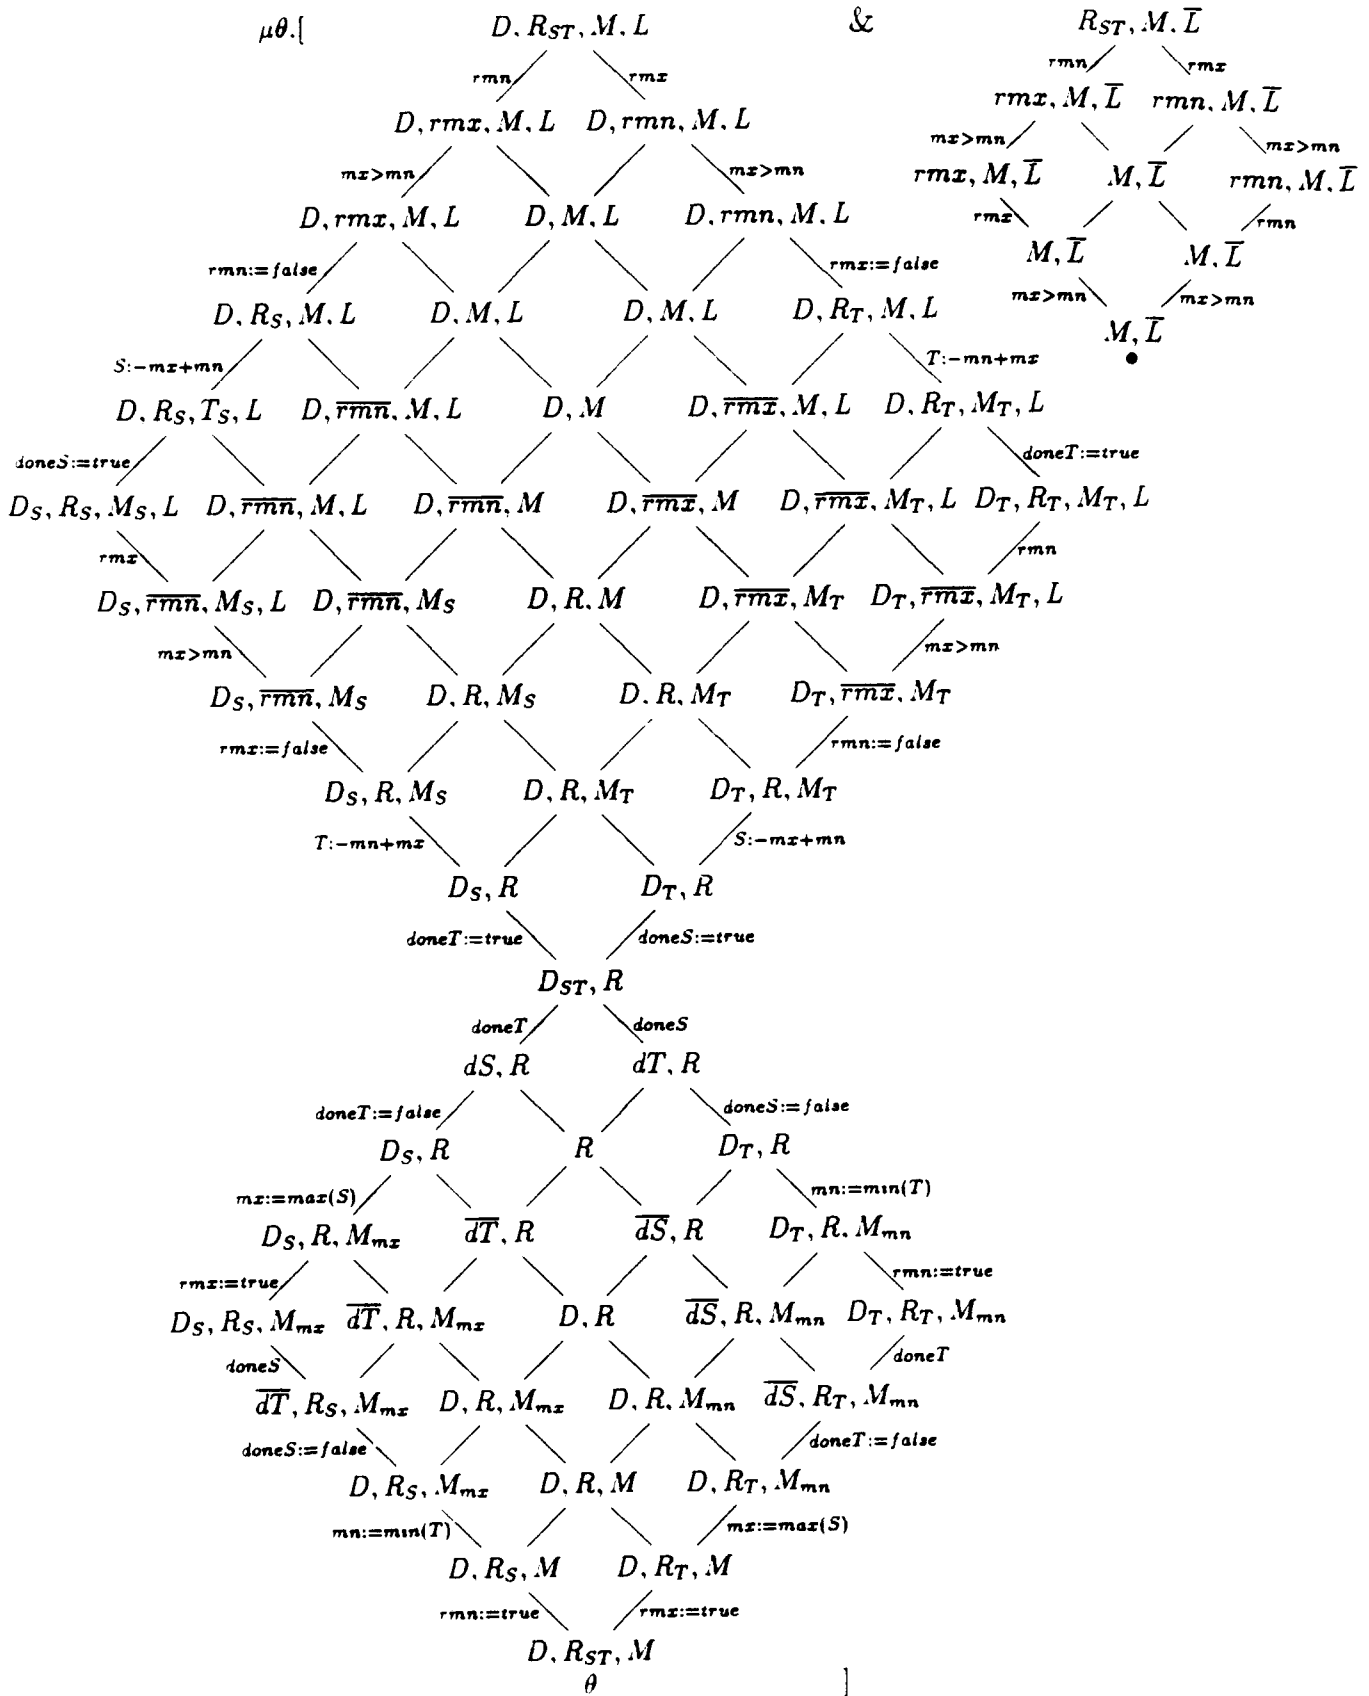 μθ.[ D, R_ST, M, L & R_ST, M, L̅
rmn rmx rmn rmx
D, rmx, M, L D, rmn, M, L rmx, M, L̅ rmn, M, L̅
mx>mn mx>mn mx>mn mx>mn
D, rmx, M, L D, M, L D, rmn, M, L rmx, M, L̅ M, L̅ rmn, M, L̅
rmn:=false rmx:=false rmx rmn
M, L̅ M, L̅
D, R_S, M, L D, M, L D, M, L D, R_T, M, L mx>mn mx>mn
M, L̅
S:-mx+mn T:-mn+mx
D, R_S, T_S, L D, r̅m̅n̅, M, L D, M D, r̅m̅x̅, M, L D, R_T, M_T, L
doneS:=true doneT:=true
D_S, R_S, M_S, L D, r̅m̅n̅, M, L D, r̅m̅n̅, M D, r̅m̅x̅, M D, r̅m̅x̅, M_T, L D_T, R_T, M_T, L
rmx rmn
D_S, r̅m̅n̅, M_S, L D, r̅m̅n̅, M_S D, R, M D, r̅m̅x̅, M_T D_T, r̅m̅x̅, M_T, L
mx>mn mx>mn
D_S, r̅m̅n̅, M_S D, R, M_S D, R, M_T D_T, r̅m̅x̅, M_T
rmx:=false rmn:=false
D_S, R, M_S D, R, M_T D_T, R, M_T
T:-mn+mx S:-mx+mn
D_S, R D_T, R
doneT:=true doneS:=true
D_ST, R
doneT doneS
dS, R dT, R
doneT:=false doneS:=false
D_S, R R D_T, R
mx:=max(S) mn:=min(T)
D_S, R, M_mx d̅T̅, R d̅S̅, R D_T, R, M_mn
rmx:=true rmn:=true
D_S, R_S, M_mx d̅T̅, R, M_mx D, R d̅S̅, R, M_mn D_T, R_T, M_mn
doneS doneT
d̅T̅, R_S, M_mx D, R, M_mx D, R, M_mn d̅S̅, R_T, M_mn
doneS:=false doneT:=false
D, R_S, M_mx D, R, M D, R_T, M_mn
mn:=min(T) mx:=max(S)
D, R_S, M D, R_T, M
rmn:=true rmx:=true
D, R_ST, M
θ ]